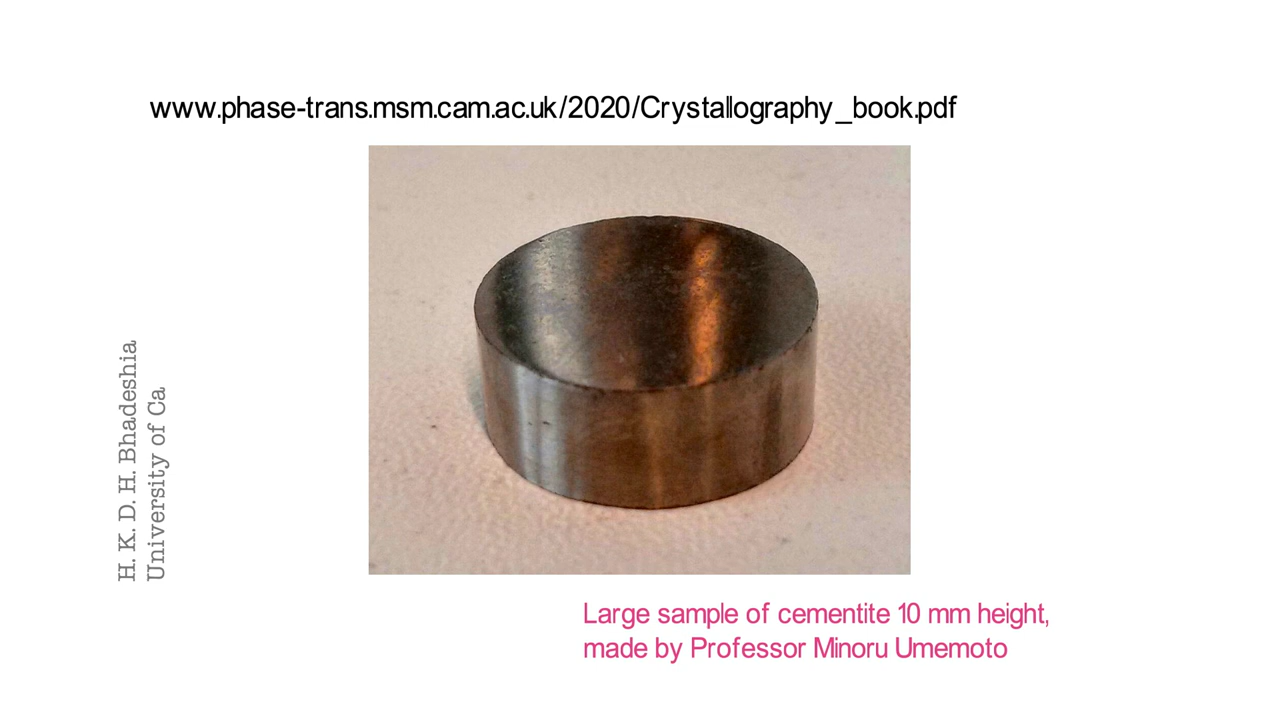 www.phase-trans.msm.cam.ac.uk/2020/Crystallography_book.pdf
H. K. D. H. Bhadeshia
University of Ca
Large sample of cementite 10 mm height,
made by Professor Minoru Umemoto